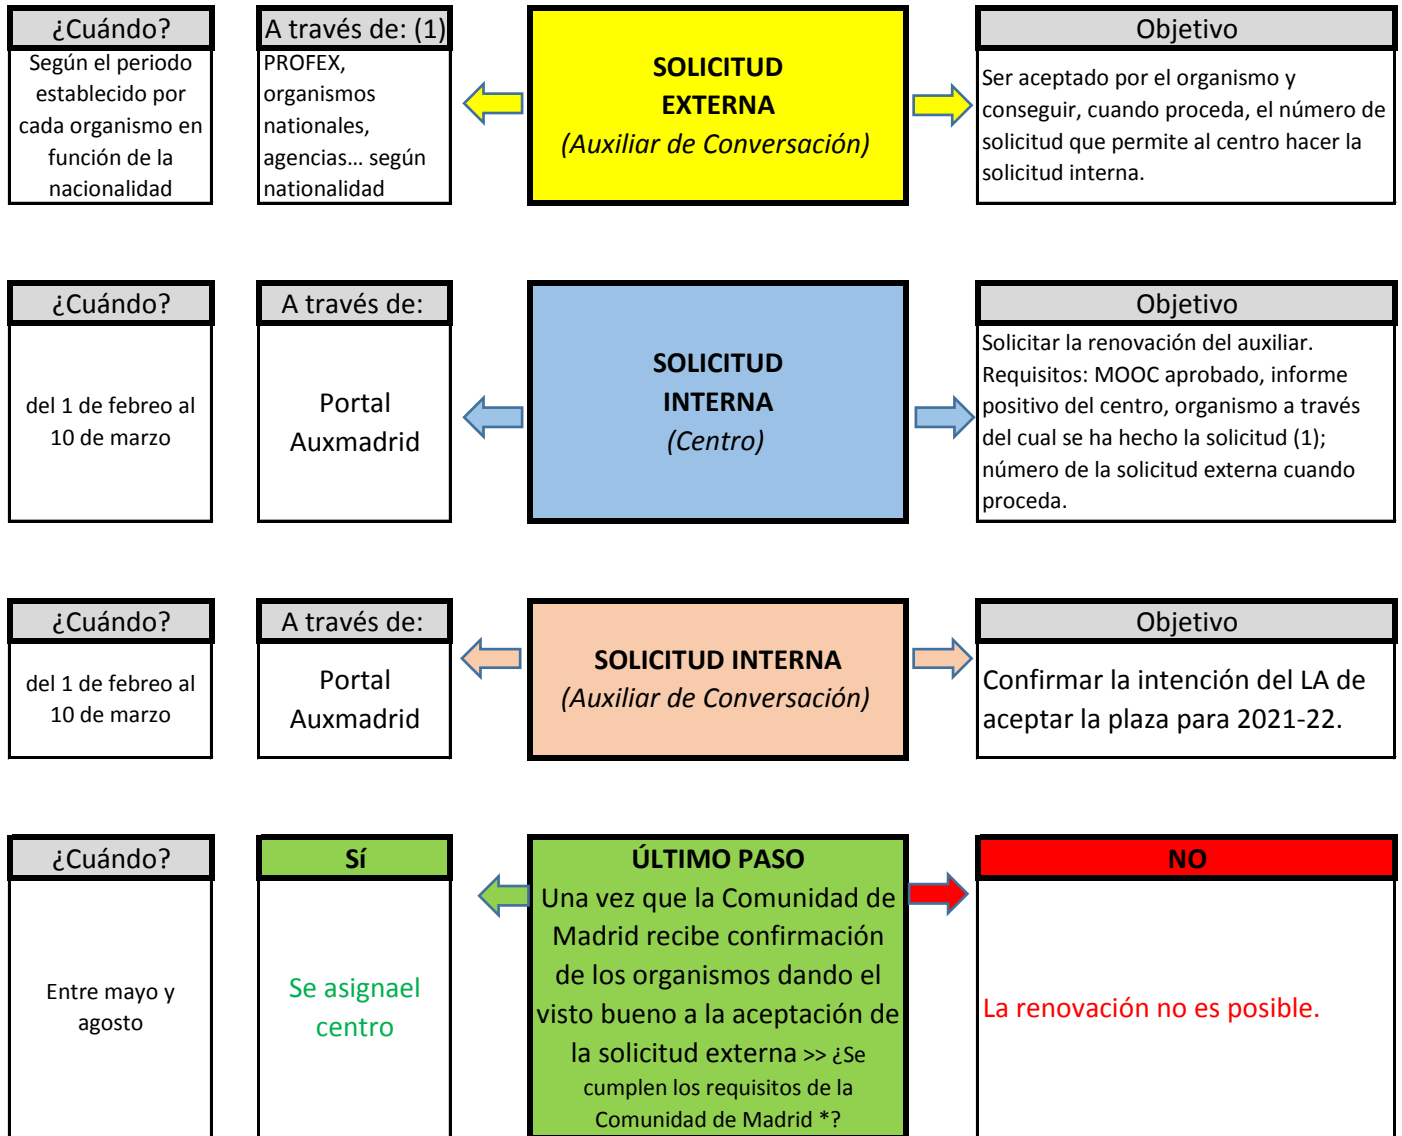 ¿Cuándo?
Según el periodo
establecido por
cada organismo en
función de la
nacionalidad
A través de: (1)
PROFEX,
organismos
nationales,
agencias... según
nationalidad
SOLICITUD
EXTERNA
(Auxiliar de Conversación)
Objetivo
Ser aceptado por el organismo y
conseguir, cuando proceda, el número de
solicitud que permite al centro hacer la
solicitud interna.
¿Cuándo?
del 1 de febreo al
10 de marzo
A través de:
Portal
Auxmadrid
SOLICITUD
INTERNA
(Centro)
Objetivo
Solicitar la renovación del auxiliar.
Requisitos: MOOC aprobado, informe
positivo del centro, organismo a través
del cual se ha hecho la solicitud (1);
número de la solicitud externa cuando
proceda.
¿Cuándo?
del 1 de febreo al
10 de marzo
A través de:
Portal
Auxmadrid
SOLICITUD INTERNA
(Auxiliar de Conversación)
Objetivo
Confirmar la intención del LA de
aceptar la plaza para 2021-22.
¿Cuándo?
Entre mayo y
agosto
Sí
Se asignael
centro
ÚLTIMO PASO
Una vez que la Comunidad de
Madrid recibe confirmación
de los organismos dando el
visto bueno a la aceptación de
la solicitud externa >> ¿Se
cumplen los requisitos de la
Comunidad de Madrid *?
NO
La renovación no es posible.